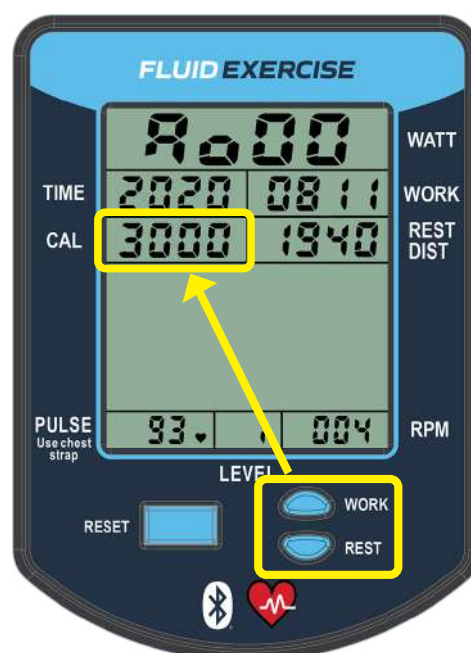 FLUID EXERCISE
Ao00 WATT
TIME 2020 0811 WORK
CAL 3000 1940 REST DIST
PULSE Use chest strap 93 1 004 RPM
LEVEL
WORK
RESET
REST